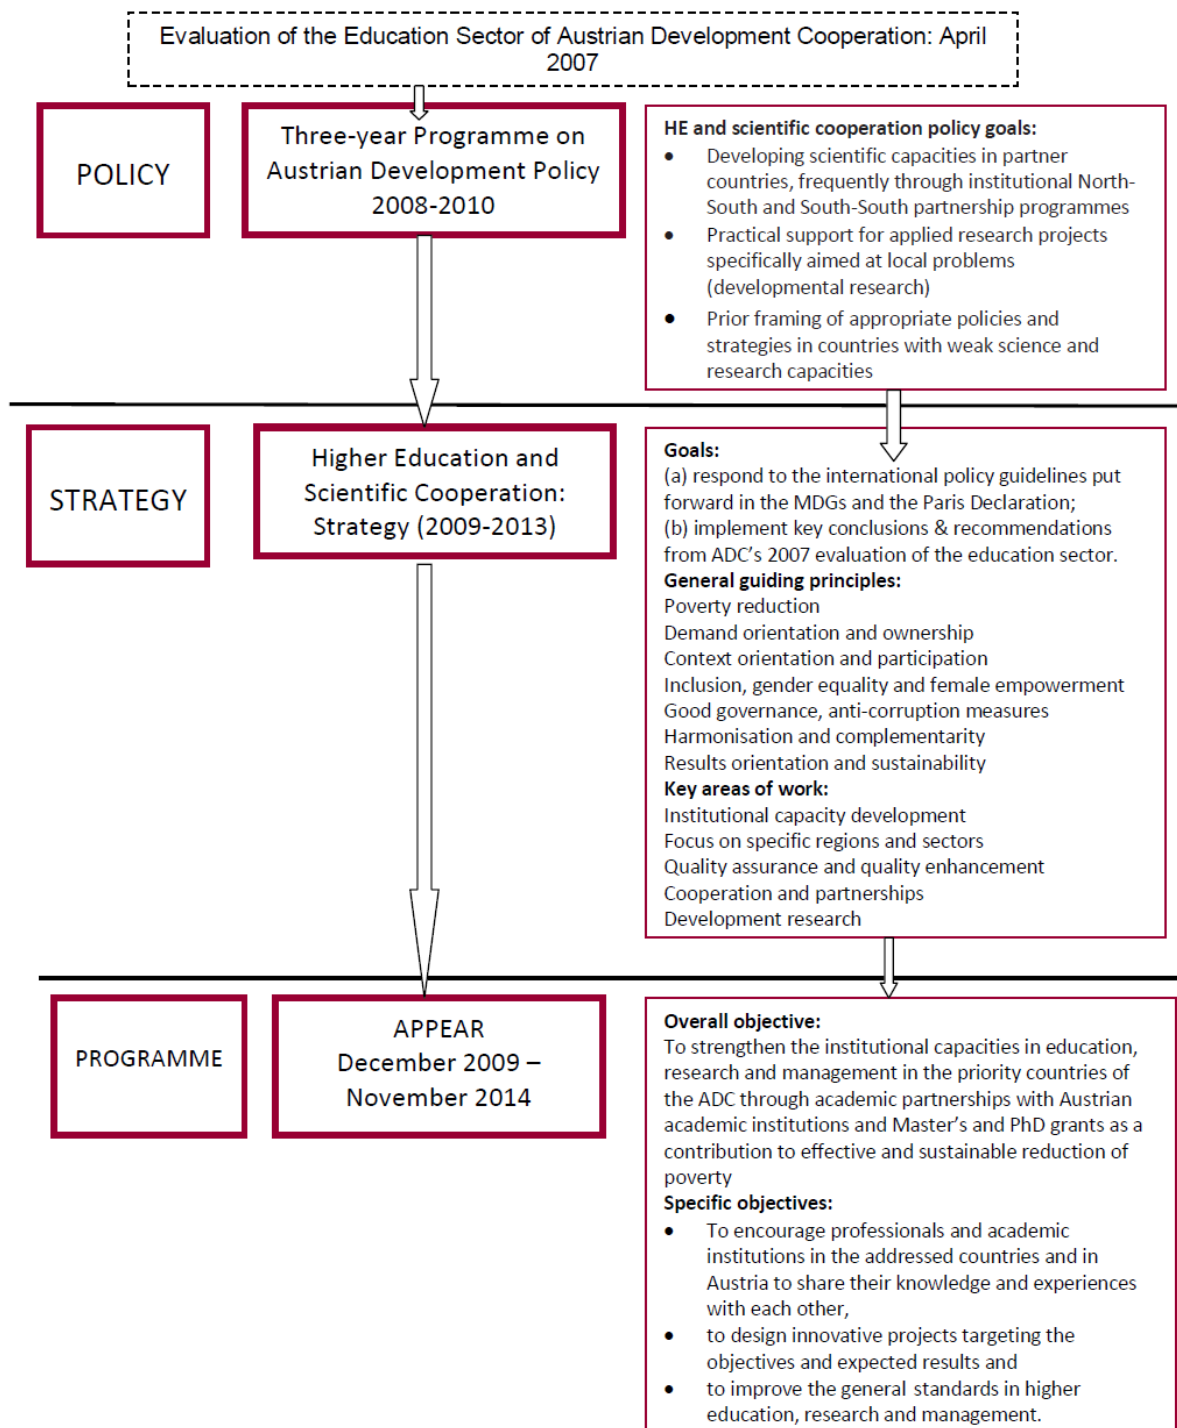 Evaluation of the Education Sector of Austrian Development Cooperation: April
2007
POLICY
Three-year Programme on
Austrian Development Policy
2008-2010
HE and scientific cooperation policy goals:
● Developing scientific capacities in partner
countries, frequently through institutional North-
South and South-South partnership programmes
● Practical support for applied research projects
specifically aimed at local problems
(developmental research)
● Prior framing of appropriate policies and
strategies in countries with weak science and
research capacities
STRATEGY
Higher Education and
Scientific Cooperation:
Strategy (2009-2013)
Goals:
(a) respond to the international policy guidelines put
forward in the MDGs and the Paris Declaration;
(b) implement key conclusions & recommendations
from ADC’s 2007 evaluation of the education sector.
General guiding principles:
Poverty reduction
Demand orientation and ownership
Context orientation and participation
Inclusion, gender equality and female empowerment
Good governance, anti-corruption measures
Harmonisation and complementarity
Results orientation and sustainability
Key areas of work:
Institutional capacity development
Focus on specific regions and sectors
Quality assurance and quality enhancement
Cooperation and partnerships
Development research
PROGRAMME
APPEAR
December 2009 –
November 2014
Overall objective:
To strengthen the institutional capacities in education,
research and management in the priority countries of
the ADC through academic partnerships with Austrian
academic institutions and Master’s and PhD grants as a
contribution to effective and sustainable reduction of
poverty
Specific objectives:
● To encourage professionals and academic
institutions in the addressed countries and in
Austria to share their knowledge and experiences
with each other,
● to design innovative projects targeting the
objectives and expected results and
● to improve the general standards in higher
education, research and management.